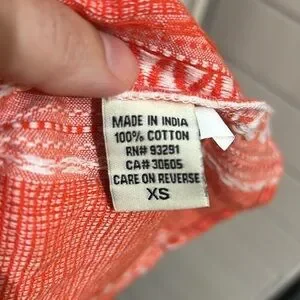 MADE IN INDIA
100% COTTON
RN# 93291
CA# 30605
CARE ON REVERSE
XS